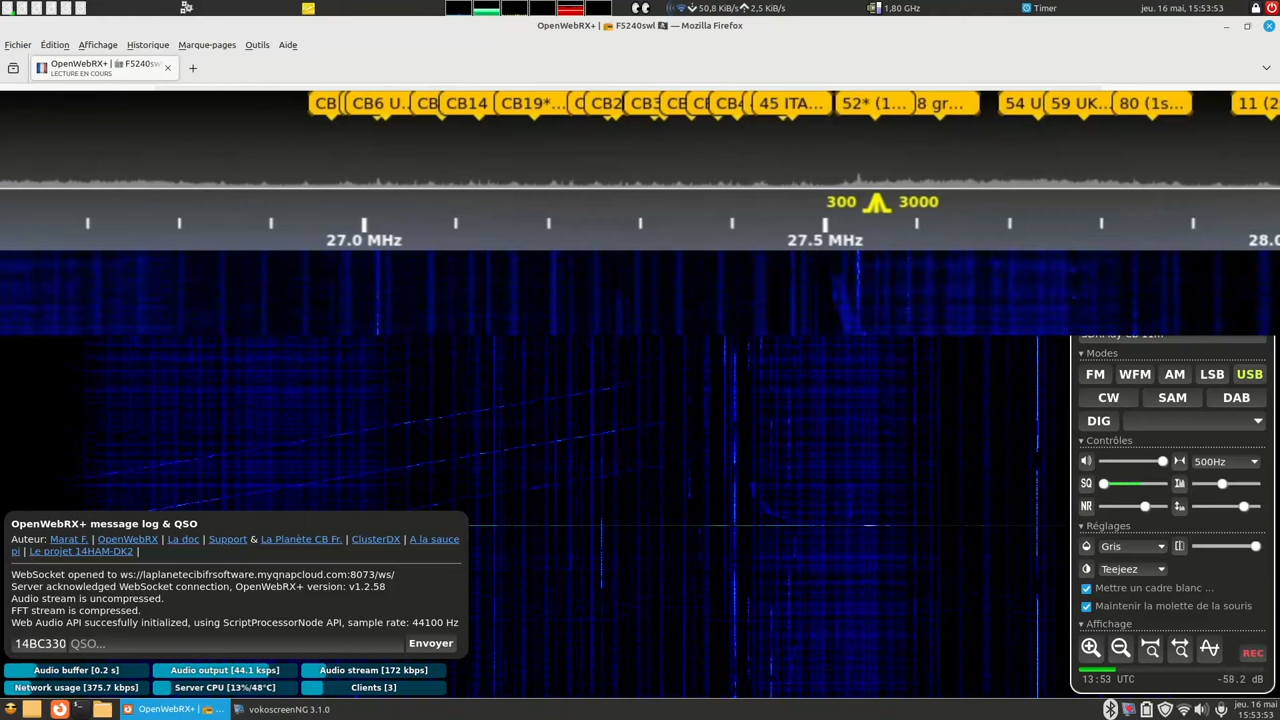 50,8 KiB/s 2,5 KiB/s 1,80 GHz Timer jeu. 16 mai, 15:53:53
OpenWebRX+ | F5240swl - Mozilla Firefox
Fichier Édition Affichage Historique Marque-pages Outils Aide
OpenWebRX+ | F5240sw
LECTURE EN COURS
CB CB6 U... CB CB14 CB19*... C CB2 CB3 CB CB4 45 ITA... 52* (1... 8 gr... 54 U 59 UK... 80 (1s... 11 (2
300 3000
27.0 MHz 27.5 MHz 28.0
SDRPlay CB 11m
Modes
FM WFM AM LSB USB
CW SAM DAB
DIG
Contrôles
500Hz
SQ
NR
Réglages
Gris
Teejeez
Mettre un cadre blanc ...
Maintenir la molette de la souris
Affichage
REC
13:53 UTC -58.2 dB
OpenWebRX+ message log & QSO
Auteur: Marat F. | OpenWebRX | La doc | Support & La Planète CB Fr. | ClusterDX | A la sauce
pi | Le projet 14HAM-DK2 |
WebSocket opened to ws://laplanetecibifrsoftware.myqnapcloud.com:8073/ws/
Server acknowledged WebSocket connection, OpenWebRX+ version: v1.2.58
Audio stream is uncompressed.
FFT stream is compressed.
Web Audio API succesfully initialized, using ScriptProcessorNode API, sample rate: 44100 Hz
14BC330 QSO... Envoyer
Audio buffer [0.2 s] Audio output [44.1 ksps] Audio stream [172 kbps]
Network usage [375.7 kbps] Server CPU [13%/48°C] Clients [3]
OpenWebRX+ | ... vokoscreenNG 3.1.0 jeu. 16 mai
15:53:53